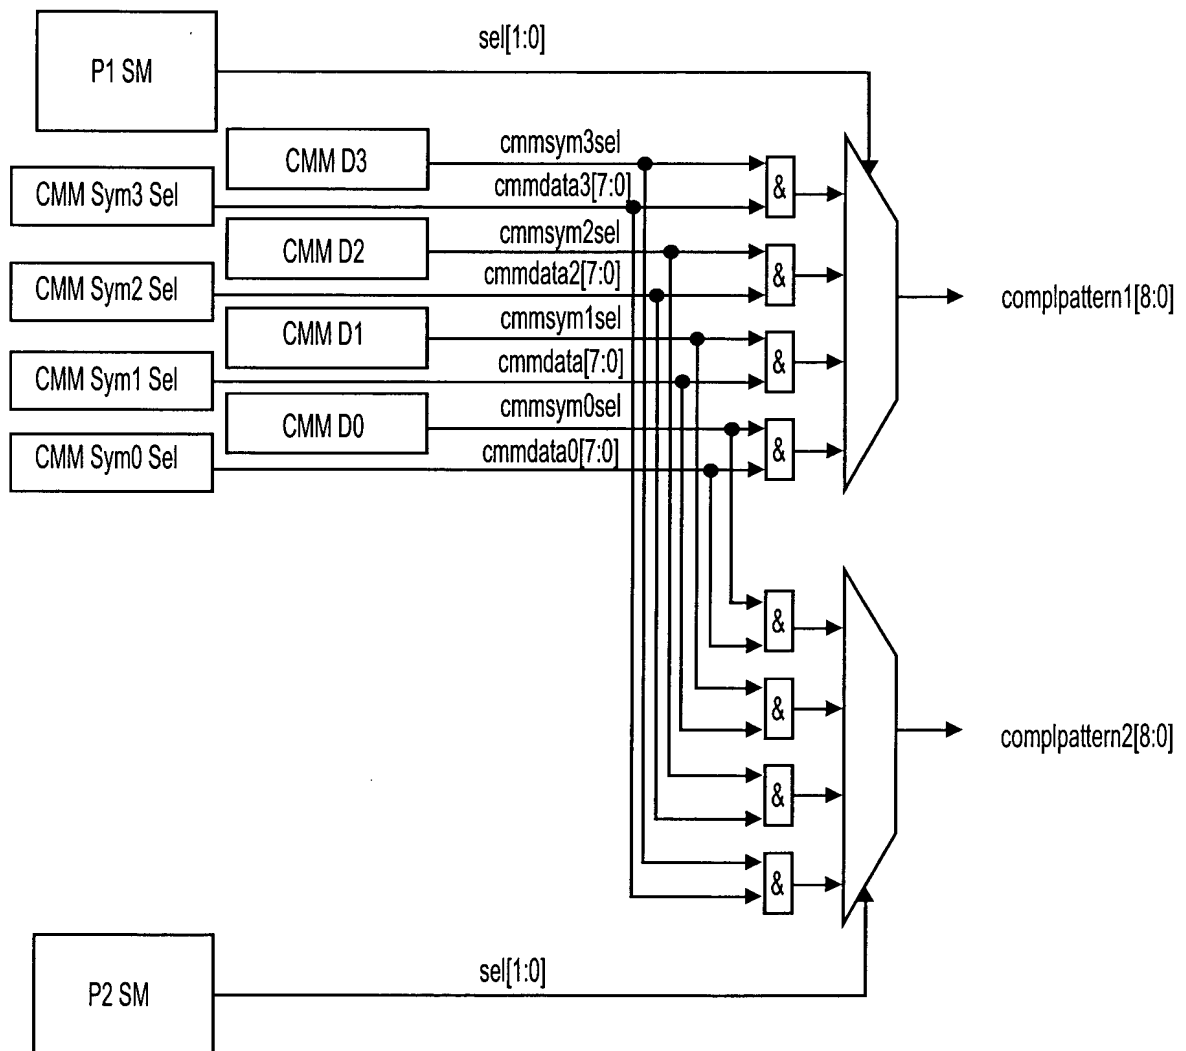 sel[1:0]
P1 SM
CMM D3
cmmsym3sel
CMM Sym3 Sel
cmmdata3[7:0]
&
CMM D2
cmmsym2sel
CMM Sym2 Sel
cmmdata2[7:0]
&
complpattern1[8:0]
CMM D1
cmmsym1sel
CMM Sym1 Sel
cmmdata[7:0]
&
CMM D0
cmmsym0sel
CMM Sym0 Sel
cmmdata0[7:0]
&
&
&
complpattern2[8:0]
&
&
sel[1:0]
P2 SM